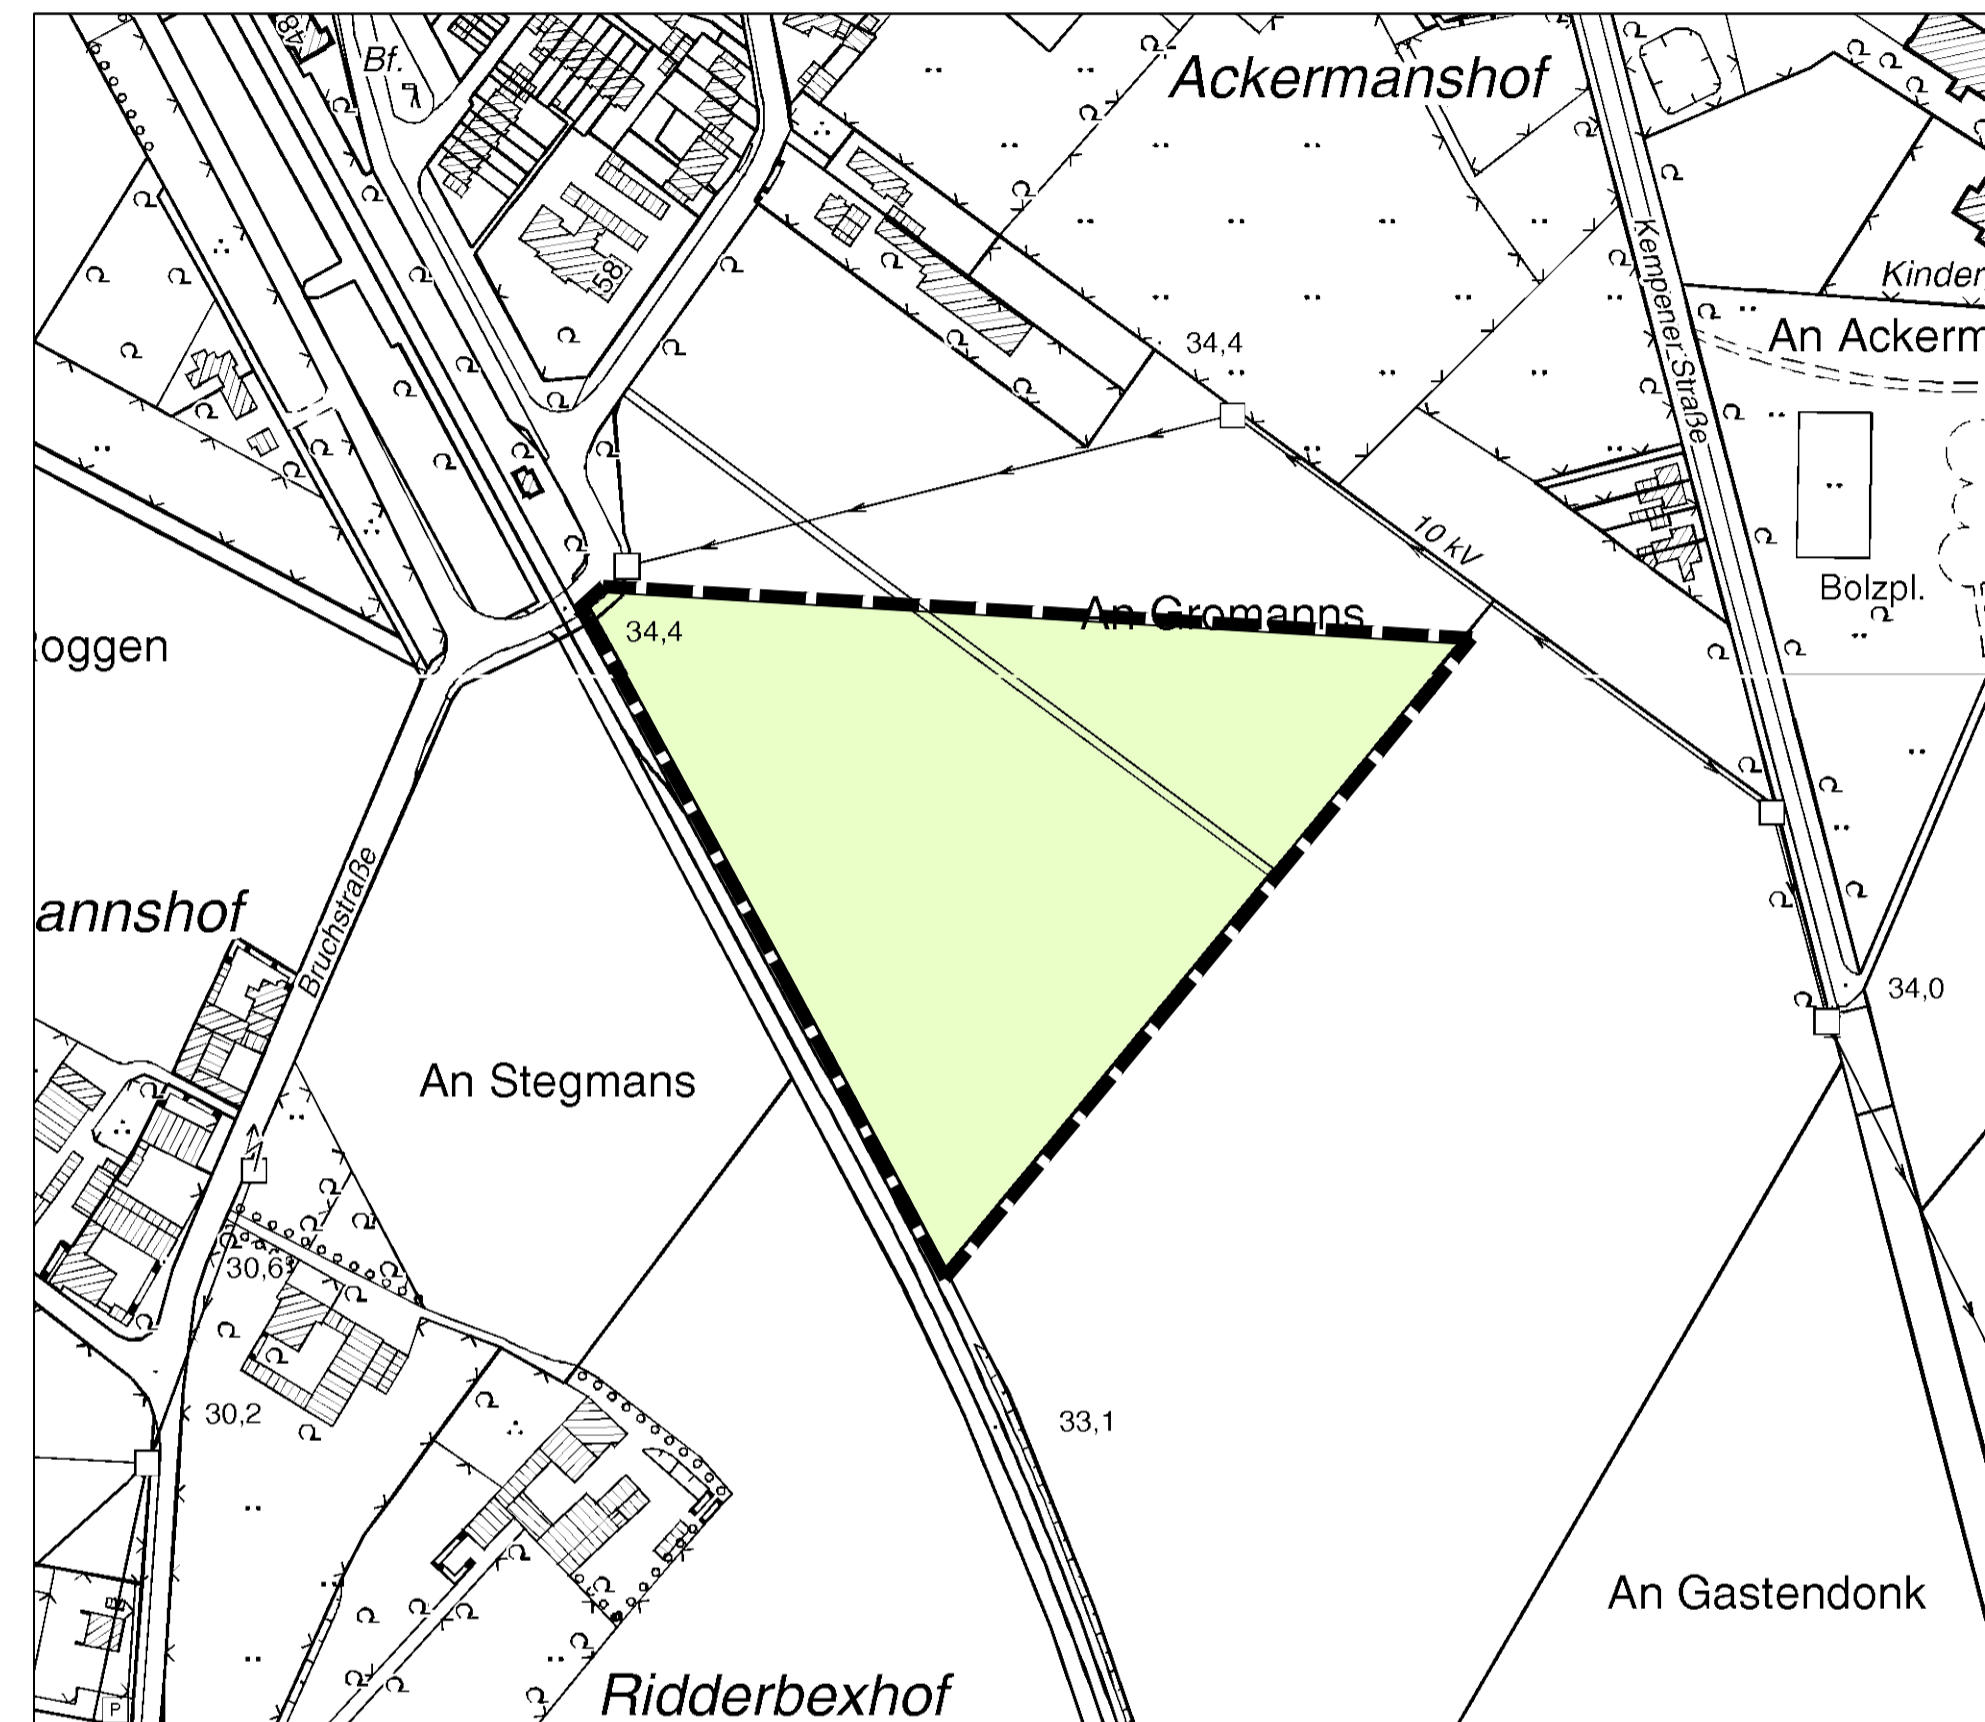 48
Bf.
Ackermanshof
58
Kempener Straße
Kinder
34,4
An Ackerm
10 kV
Bolzpl.
An Gromanns
34,4
oggen
annshof
Bruchstraße
34,0
An Stegmans
30,6
30,2
33,1
An Gastendonk
Ridderbexhof
P